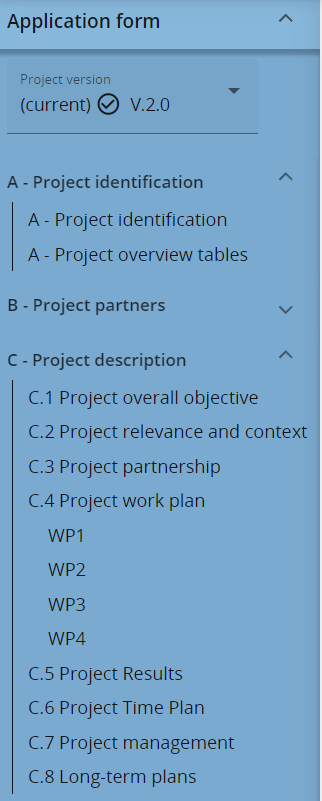 Application form
Project version
(current) V.2.0
A - Project identification
A - Project identification
A - Project overview tables
B - Project partners
C - Project description
C.1 Project overall objective
C.2 Project relevance and context
C.3 Project partnership
C.4 Project work plan
WP1
WP2
WP3
WP4
C.5 Project Results
C.6 Project Time Plan
C.7 Project management
C.8 Long-term plans